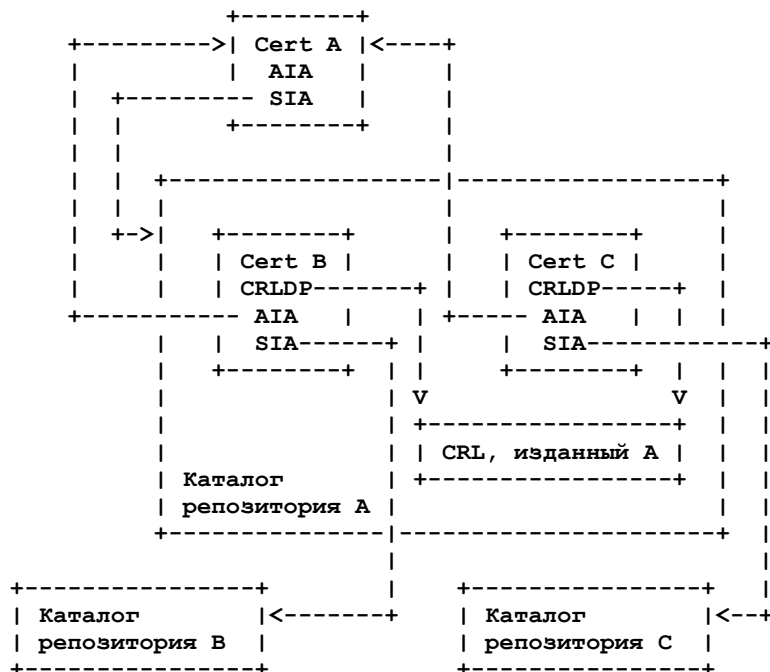 Cert A
AIA
SIA
Cert B Cert C
CRLDP CRLDP
AIA AIA
SIA SIA
V V
CRL, изданный A
Каталог
репозитория A
Каталог Каталог
репозитория B репозитория C